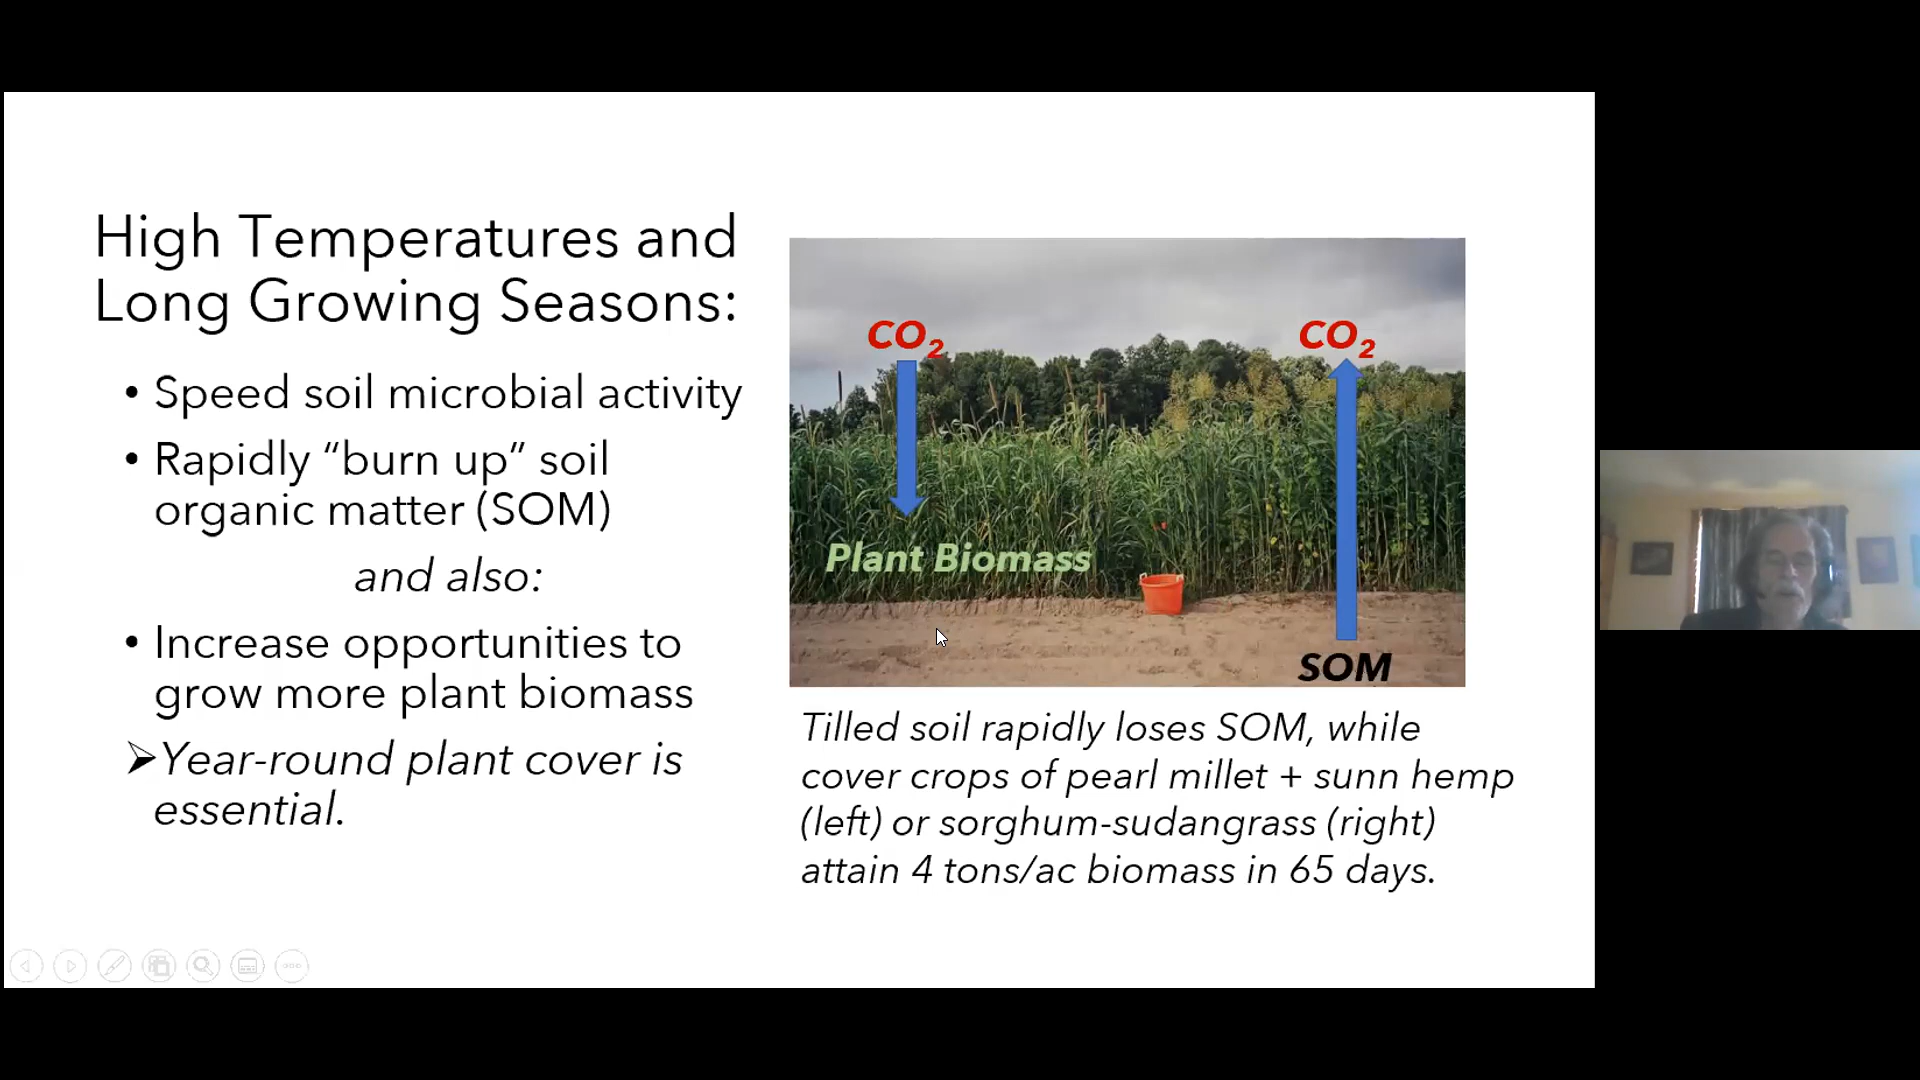 High Temperatures and
Long Growing Seasons:
• Speed soil microbial activity
• Rapidly “burn up” soil
organic matter (SOM)
and also:
• Increase opportunities to
grow more plant biomass
➢Year-round plant cover is
essential.
CO₂
CO₂
Plant Biomass
SOM
Tilled soil rapidly loses SOM, while
cover crops of pearl millet + sunn hemp
(left) or sorghum-sudangrass (right)
attain 4 tons/ac biomass in 65 days.